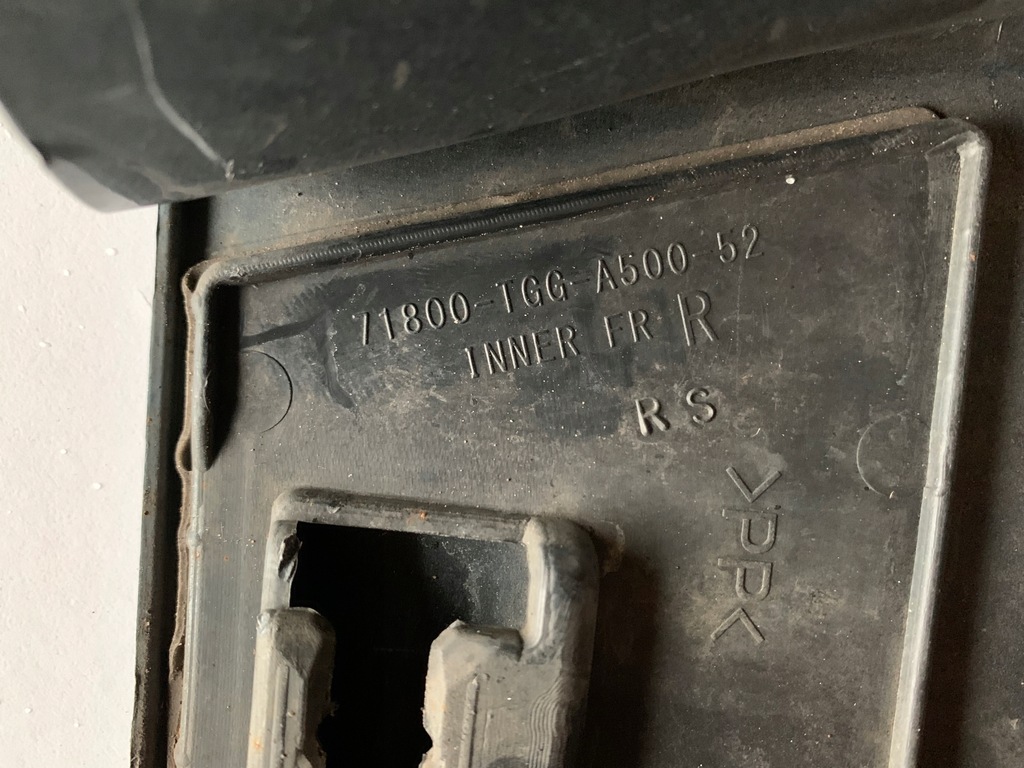 71800-TGG-A500-52
INNER FR R
RS
>PP<